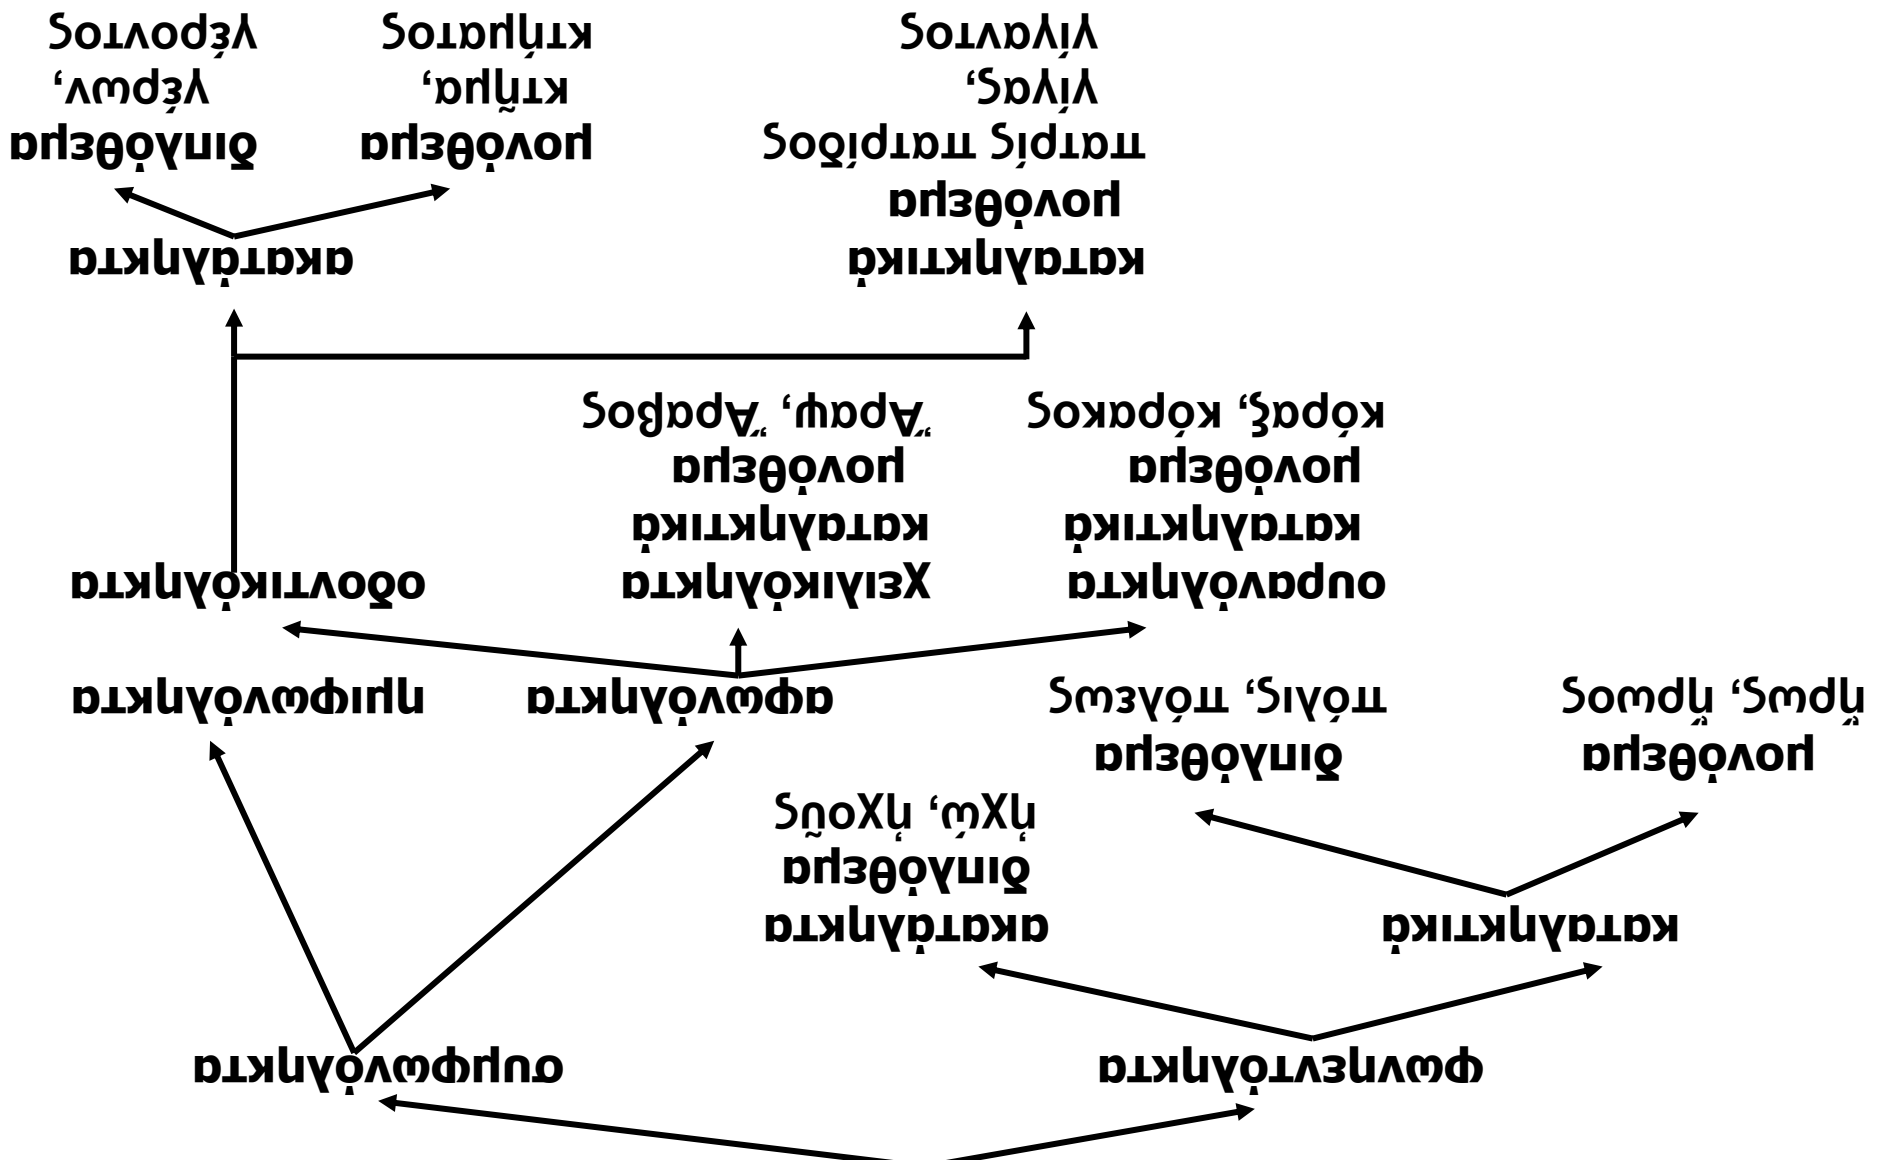 φωνηεντόληκτα
συμφωνόληκτα
καταληκτικά
ακατάληκτα
διπλόθεμα
ἠχώ, ἠχοῦς
μονόθεμα
ἥρως, ἥρωος
διπλόθεμα
πόλις, πόλεως
αφωνόληκτα
ημιφωνόληκτα
ουρανόληκτα
καταληκτικά
μονόθεμα
κόραξ, κόρακος
χειλικόληκτα
καταληκτικά
μονόθεμα
Ἄραψ, Ἄραβος
οδοντικόληκτα
καταληκτικά
μονόθεμα
πατρίς πατρίδος
γίγας,
γίγαντος
ακατάληκτα
μονόθεμα
κτῆμα,
κτήματος
διπλόθεμα
γέρων,
γέροντος